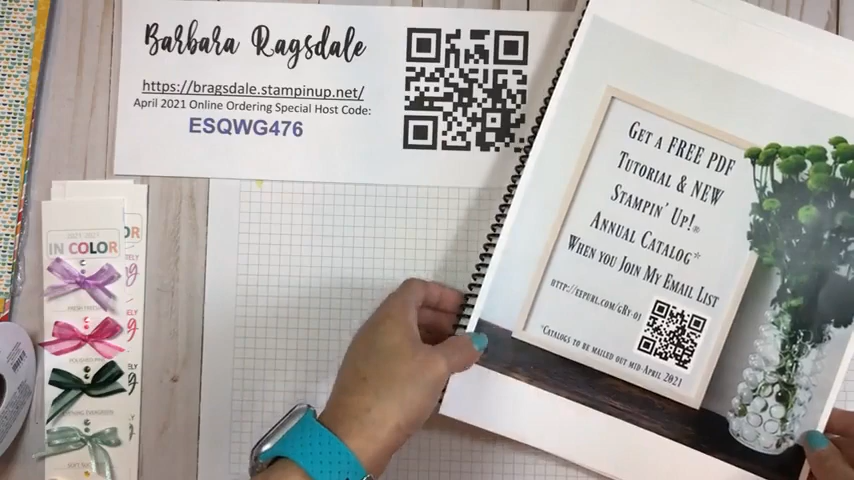 Barbara Ragsdale
https://bragsdale.stampinup.net/
April 2021 Online Ordering Special Host Code:
ESQWG476
Get a FREE PDF
Tutorial & NEW
Stampin' Up!®
Annual Catalog*
When you Join My Email List
http://eepurl.com/gRy-01
*Catalogs to be mailed out mid-April 2021
IN COLOR
OR